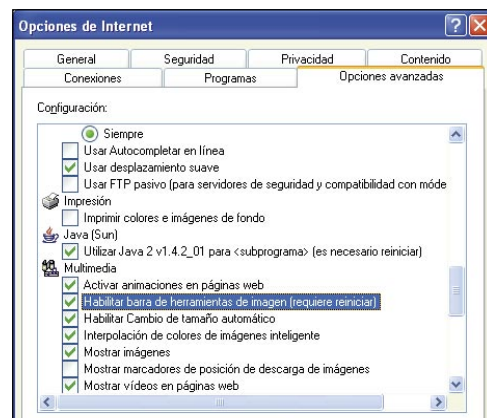 Opciones de Internet
General Seguridad Privacidad Contenido
Conexiones Programas Opciones avanzadas
Configuración:
Siempre
Usar Autocompletar en línea
Usar desplazamiento suave
Usar FTP pasivo (para servidores de seguridad y compatibilidad con móde
Impresión
Imprimir colores e imágenes de fondo
Java (Sun)
Utilizar Java 2 v1.4.2_01 para <subprograma> (es necesario reiniciar)
Multimedia
Activar animaciones en páginas web
Habilitar barra de herramientas de imagen (requiere reiniciar)
Habilitar Cambio de tamaño automático
Interpolación de colores de imágenes inteligente
Mostrar imágenes
Mostrar marcadores de posición de descarga de imágenes
Mostrar vídeos en páginas web